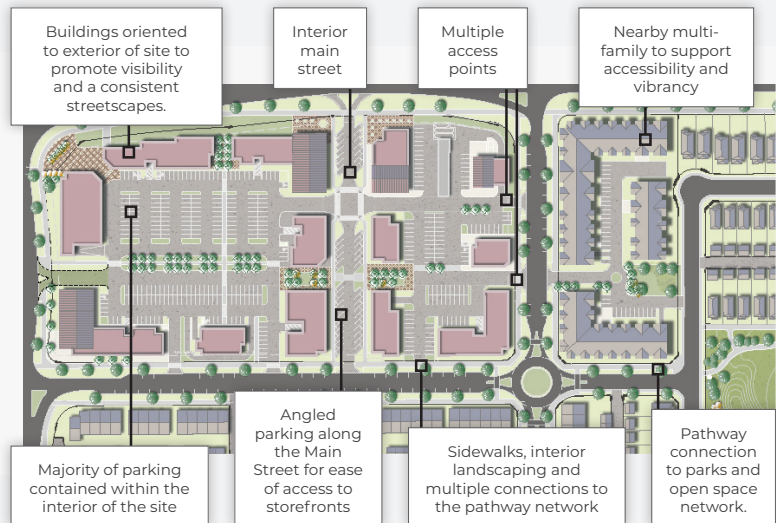 Buildings oriented
to exterior of site to
promote visibility
and a consistent
streetscapes.
Interior
main
street
Multiple
access
points
Nearby multi-
family to support
accessibility and
vibrancy
Majority of parking
contained within the
interior of the site
Angled
parking along
the Main
Street for ease
of access to
storefronts
Sidewalks, interior
landscaping and
multiple connections to
the pathway network
Pathway
connection
to parks and
open space
network.